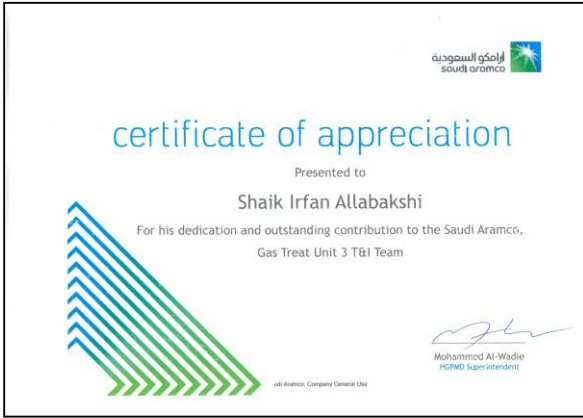 أرامكو السعودية
saudi aramco
certificate of appreciation
Presented to
Shaik Irfan Allabakshi
For his dedication and outstanding contribution to the Saudi Aramco,
Gas Treat Unit 3 T&I Team
Mohammed Al-Wadie
HGPMD Superintendent
udi Aramco: Company General Use